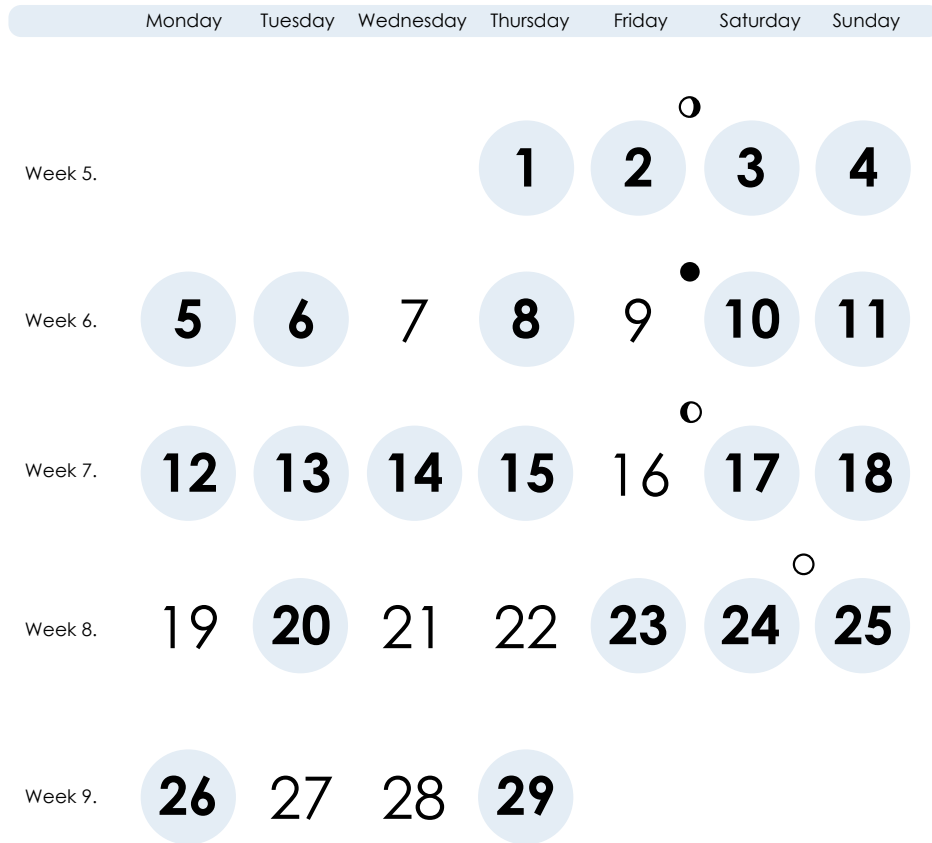 Monday Tuesday Wednesday Thursday Friday Saturday Sunday
Week 5. 1 2 3 4
Week 6. 5 6 7 8 9 10 11
Week 7. 12 13 14 15 16 17 18
Week 8. 19 20 21 22 23 24 25
Week 9. 26 27 28 29